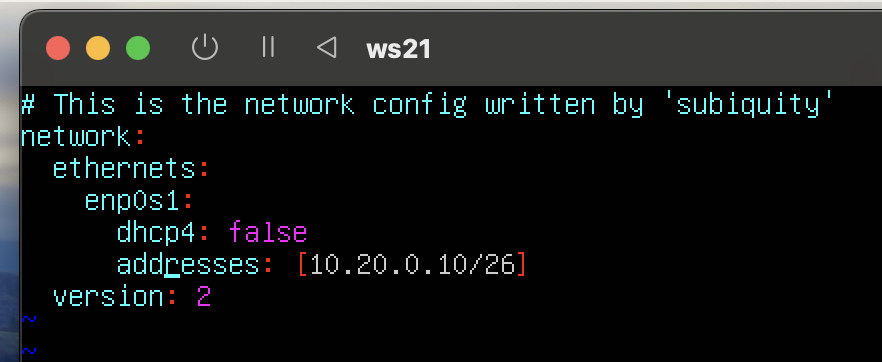 ws21
# This is the network config written by 'subiquity'
network:
  ethernets:
    enp0s1:
      dhcp4: false
      addresses: [10.20.0.10/26]
  version: 2
~
~